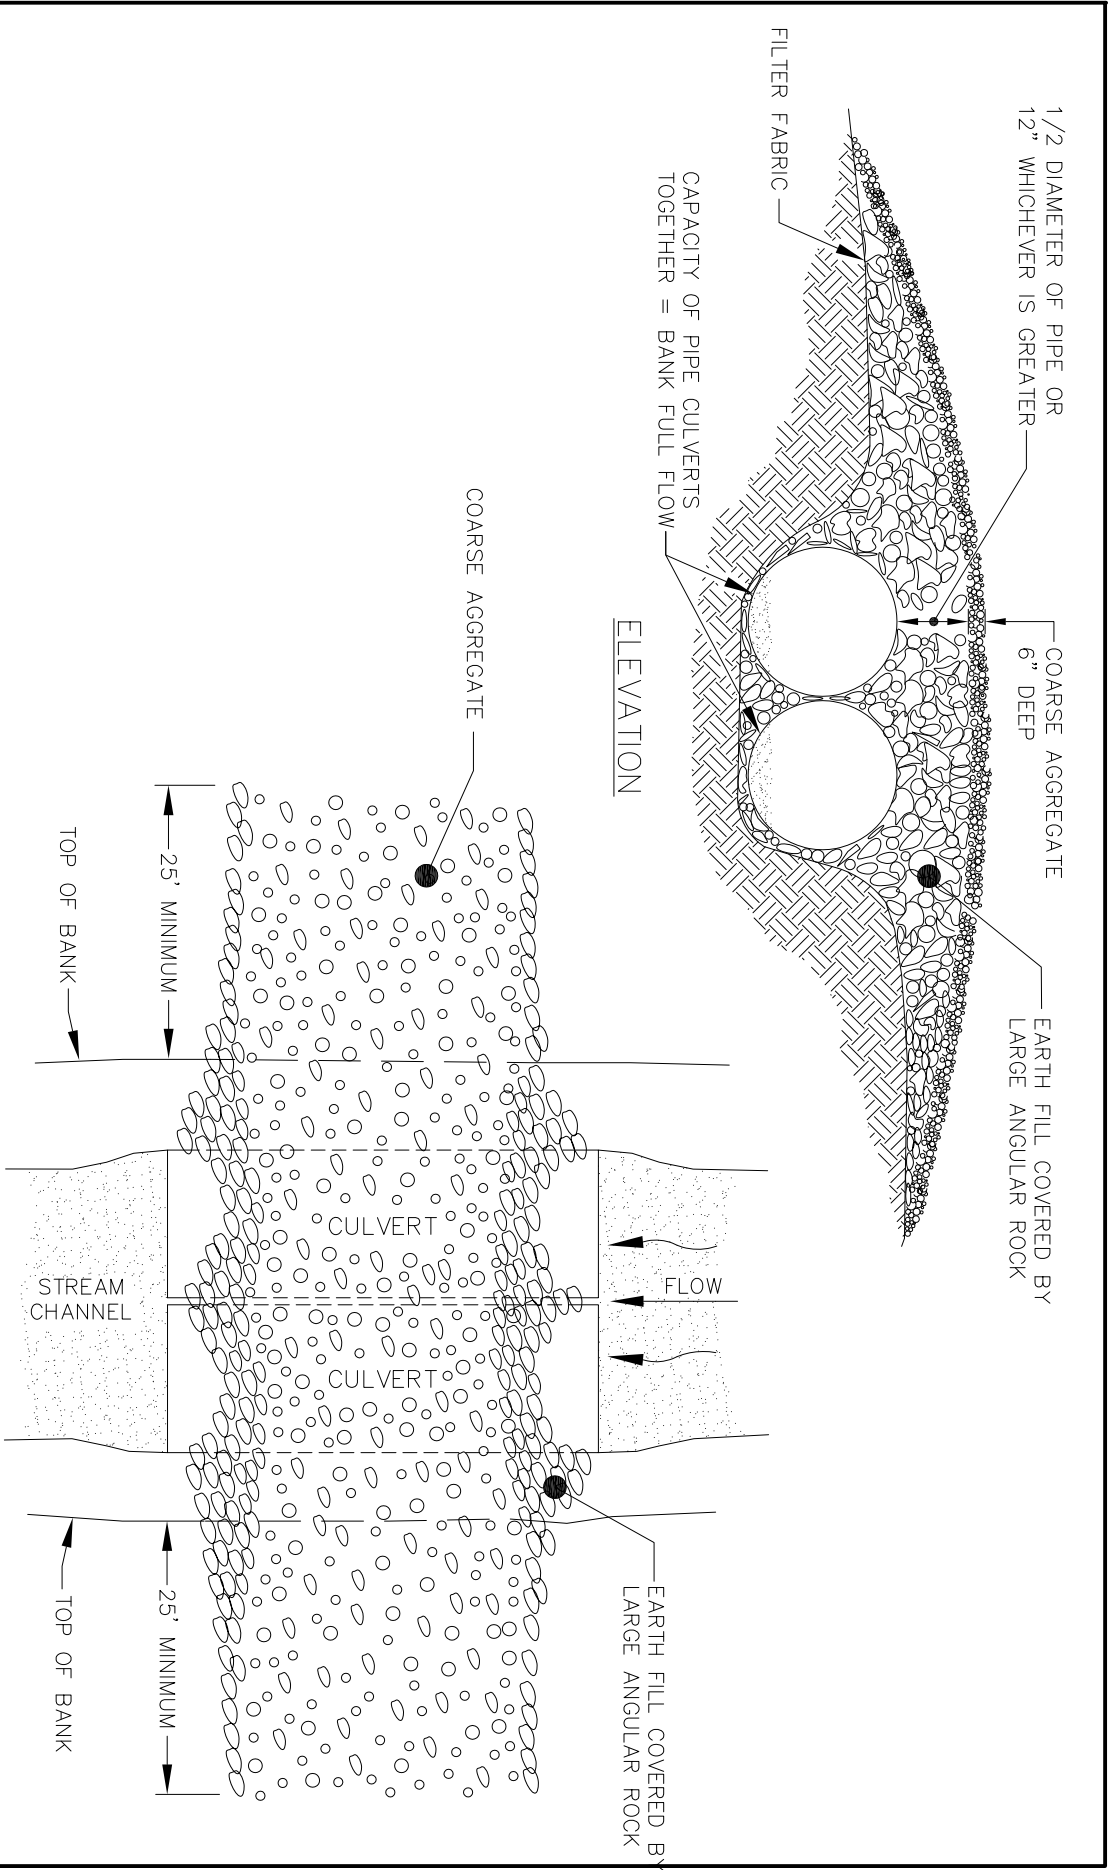 1/2 DIAMETER OF PIPE OR
12" WHICHEVER IS GREATER
COARSE AGGREGATE
6" DEEP
EARTH FILL COVERED BY
LARGE ANGULAR ROCK
FILTER FABRIC
CAPACITY OF PIPE CULVERTS
TOGETHER = BANK FULL FLOW
ELEVATION
COARSE AGGREGATE
EARTH FILL COVERED BY
LARGE ANGULAR ROCK
FLOW
CULVERT
CULVERT
STREAM
CHANNEL
25' MINIMUM
25' MINIMUM
TOP OF BANK
TOP OF BANK